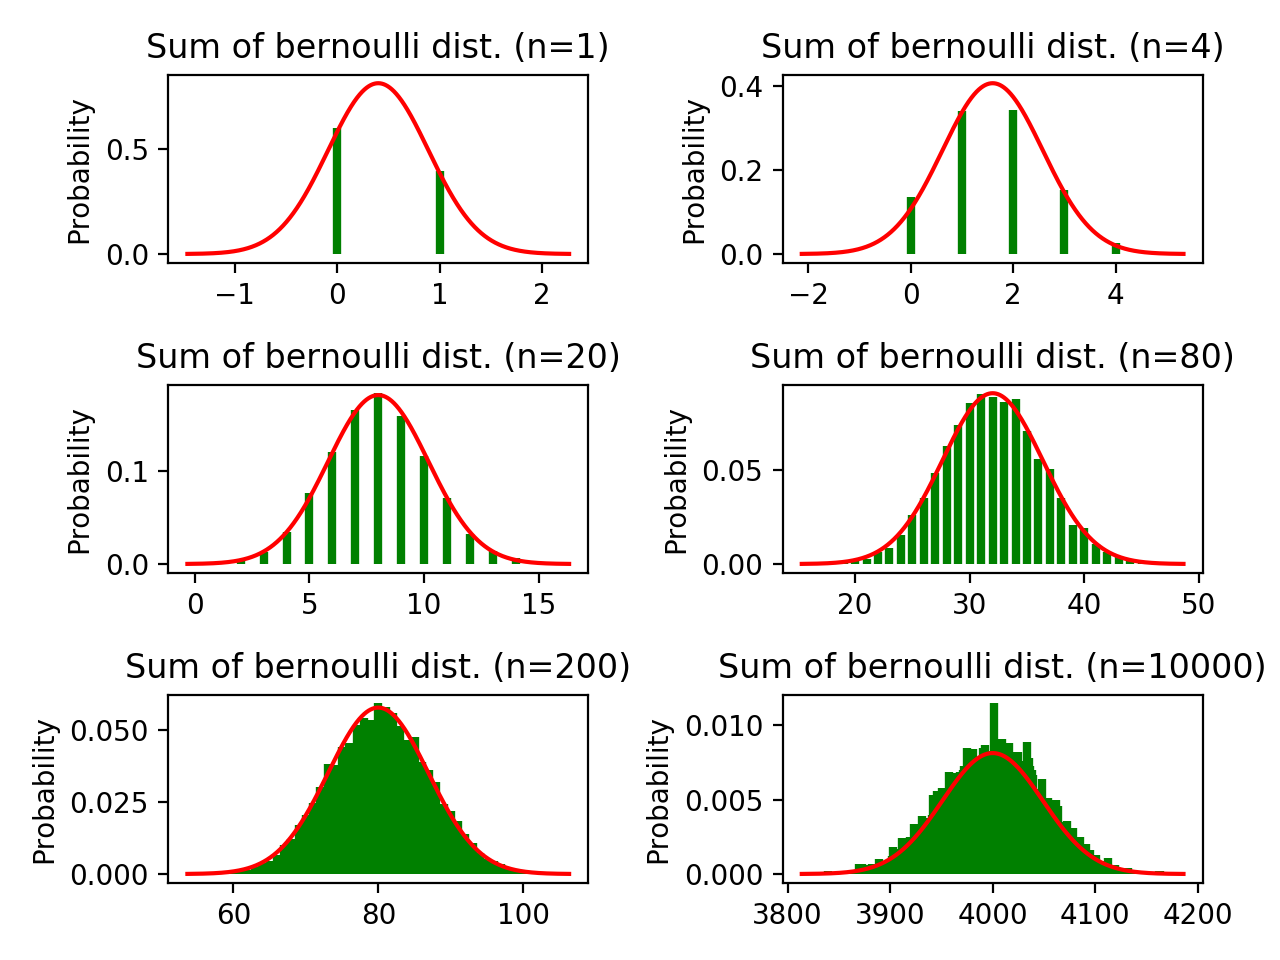 Sum of bernoulli dist. (n=1)
Probability
0.5
0.0
−1 0 1 2
Sum of bernoulli dist. (n=4)
Probability
0.4
0.2
0.0
−2 0 2 4
Sum of bernoulli dist. (n=20)
Probability
0.1
0.0
0 5 10 15
Sum of bernoulli dist. (n=80)
Probability
0.05
0.00
20 30 40 50
Sum of bernoulli dist. (n=200)
Probability
0.050
0.025
0.000
60 80 100
Sum of bernoulli dist. (n=10000)
Probability
0.010
0.005
0.000
3800 3900 4000 4100 4200